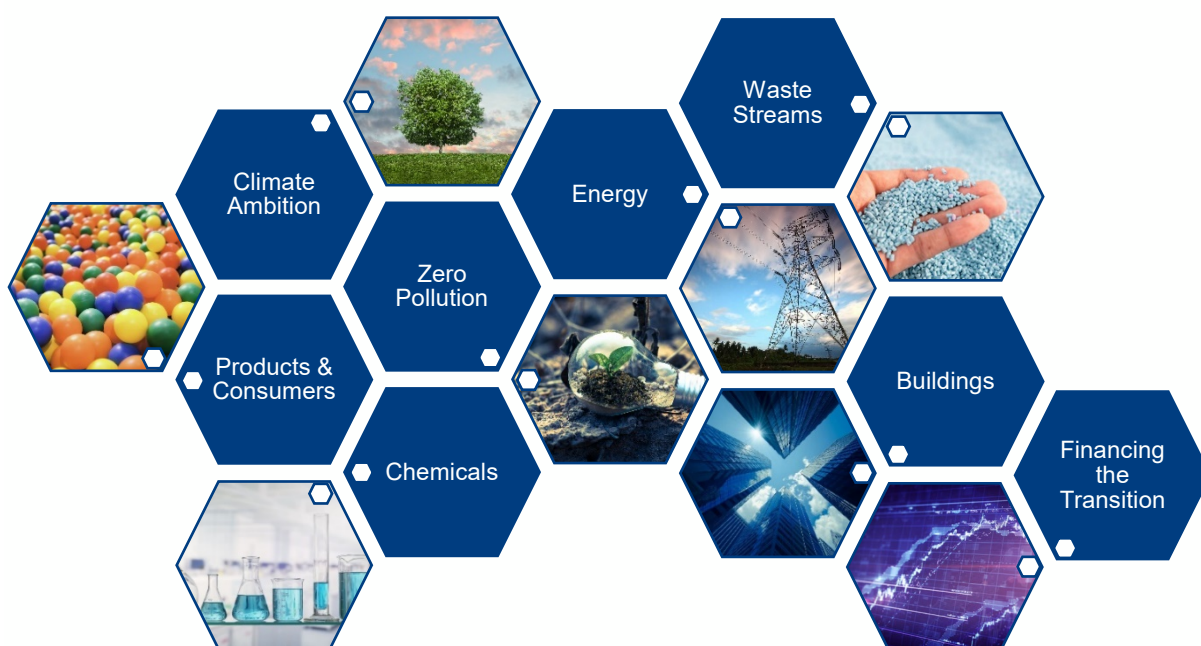 Waste
Streams
Climate
Ambition
Energy
Zero
Pollution
Products &
Consumers
Buildings
Chemicals
Financing
the
Transition